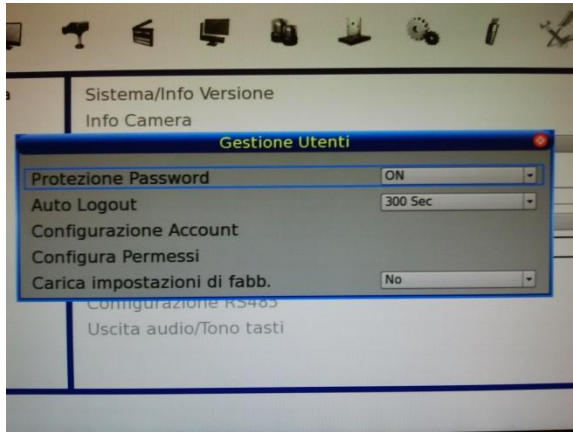 Sistema/Info Versione
Info Camera
Gestione Utenti
Protezione Password ON
Auto Logout 300 Sec
Configurazione Account
Configura Permessi
Carica impostazioni di fabb. No
Configurazione RS485
Uscita audio/Tono tasti